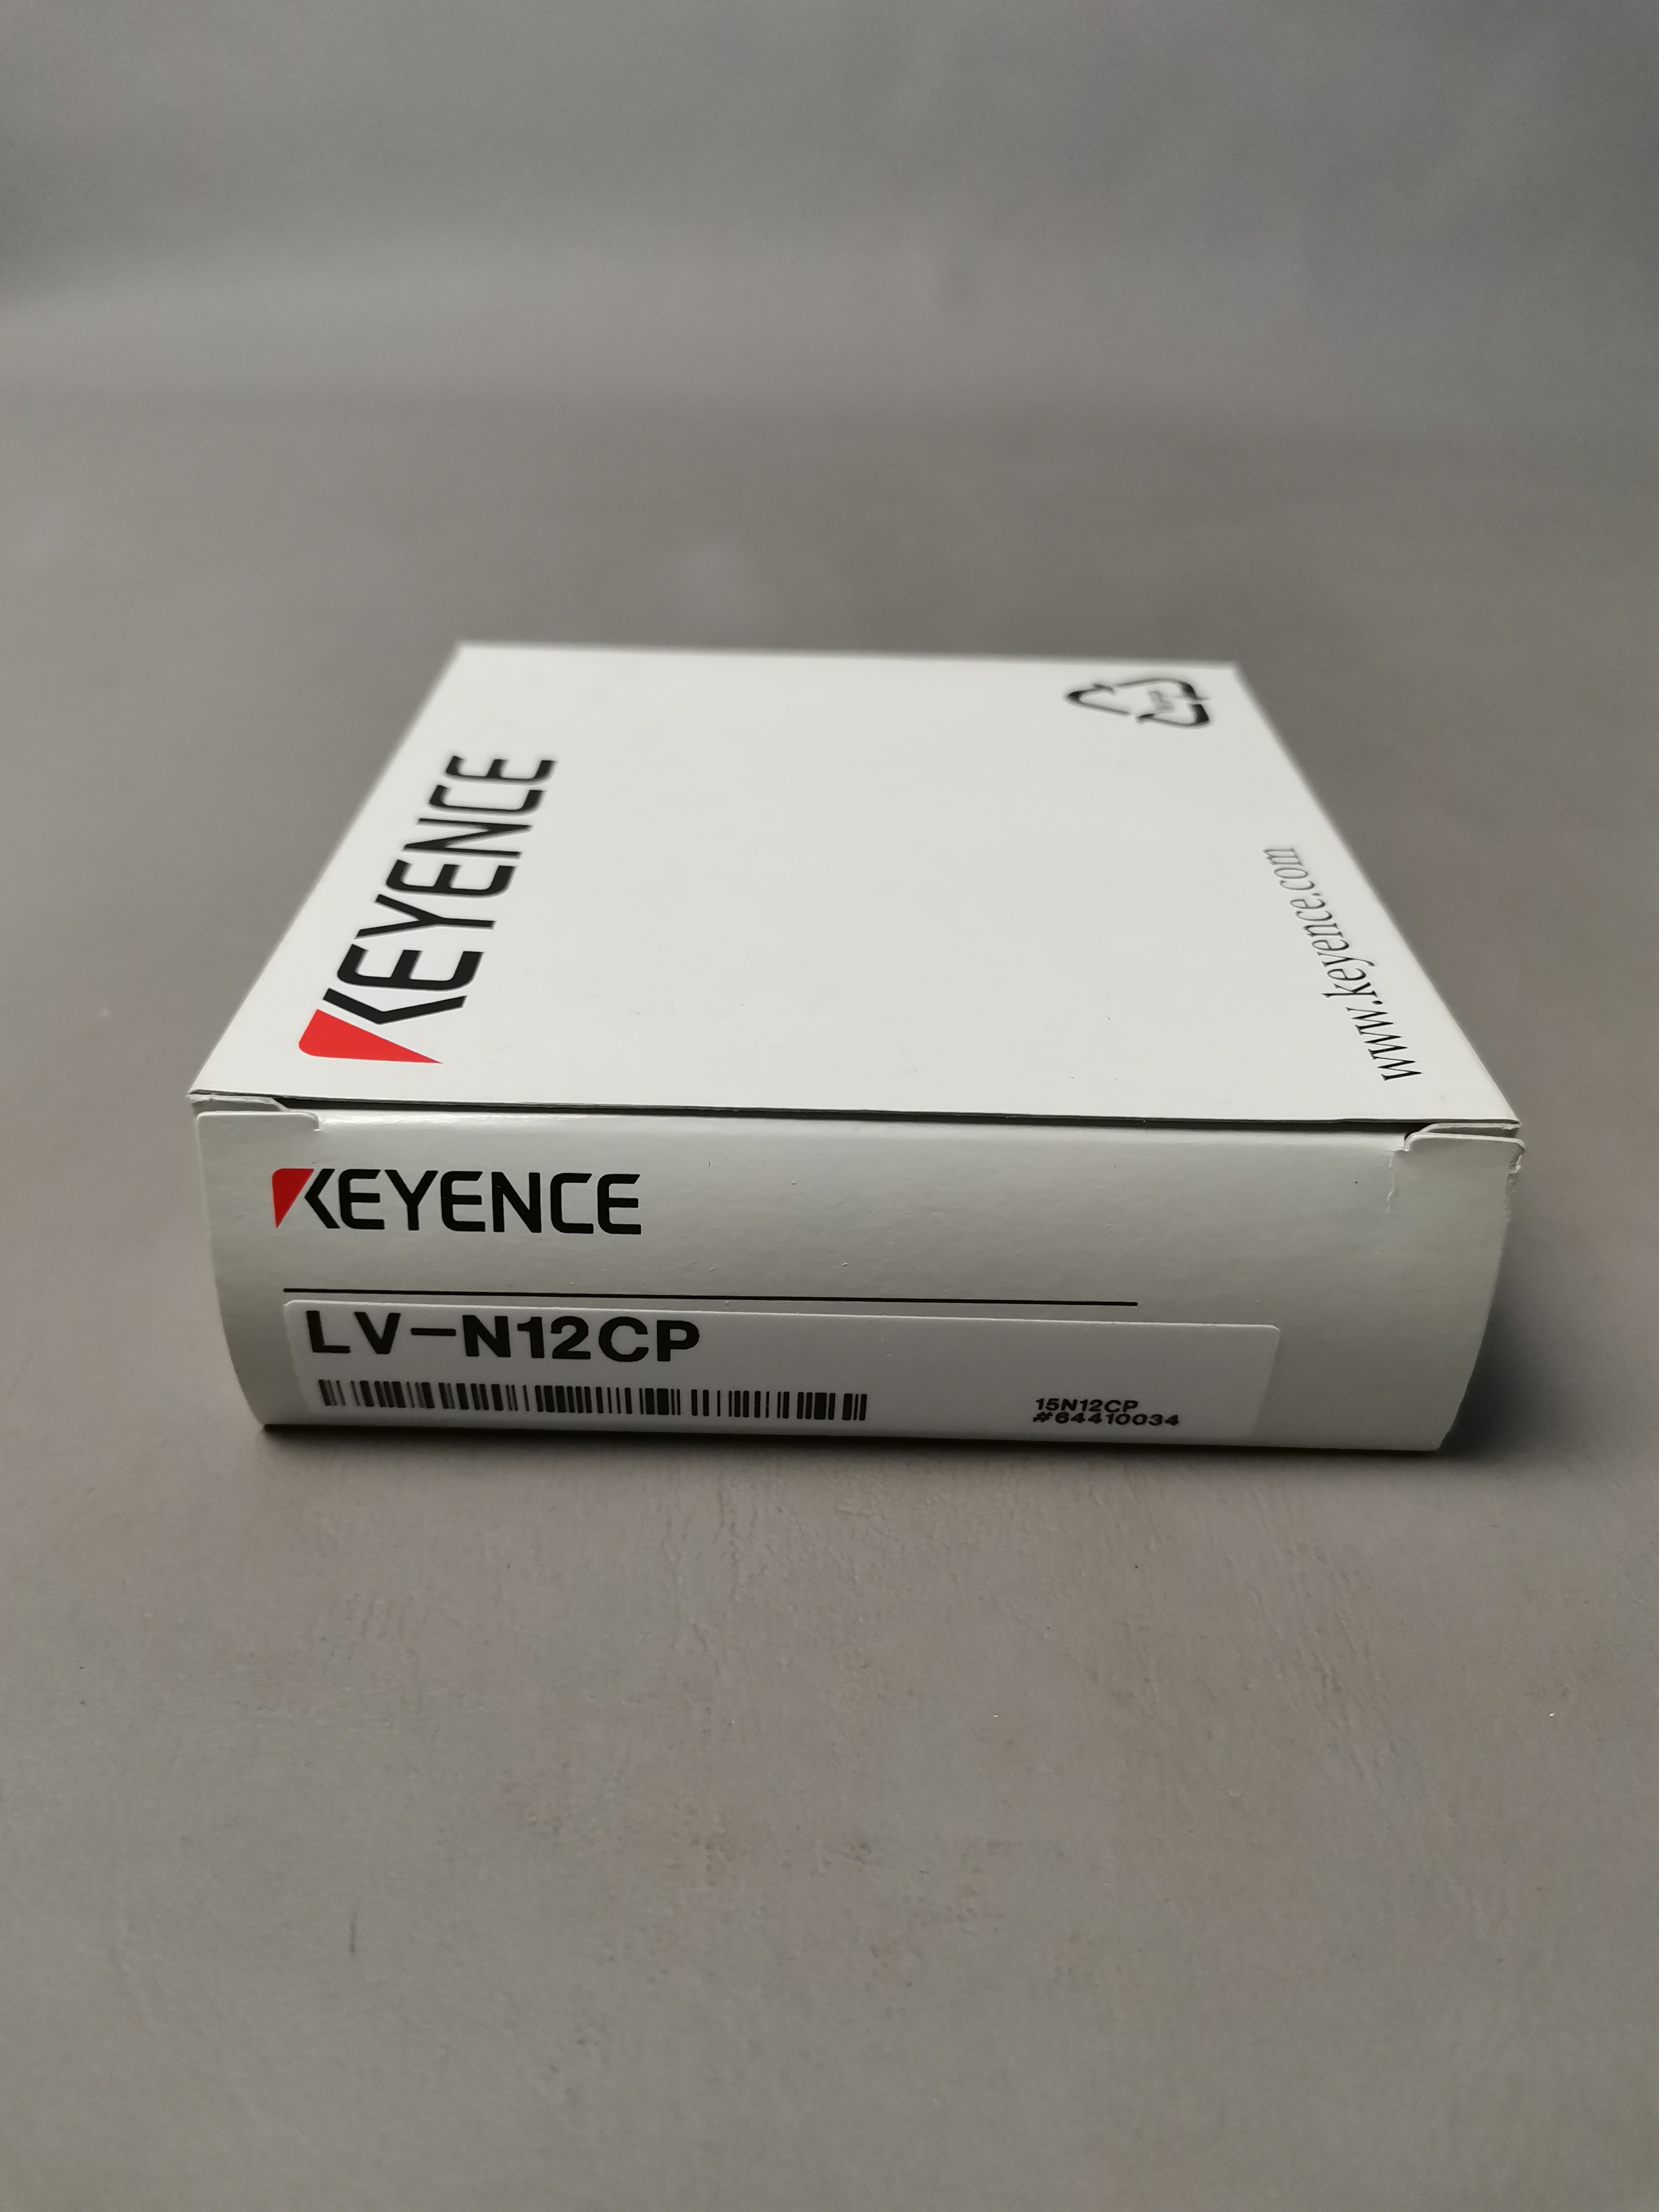 KEYENCE
www.keyence.com
KEYENCE
LV-N12CP
15N12CP
#64410034